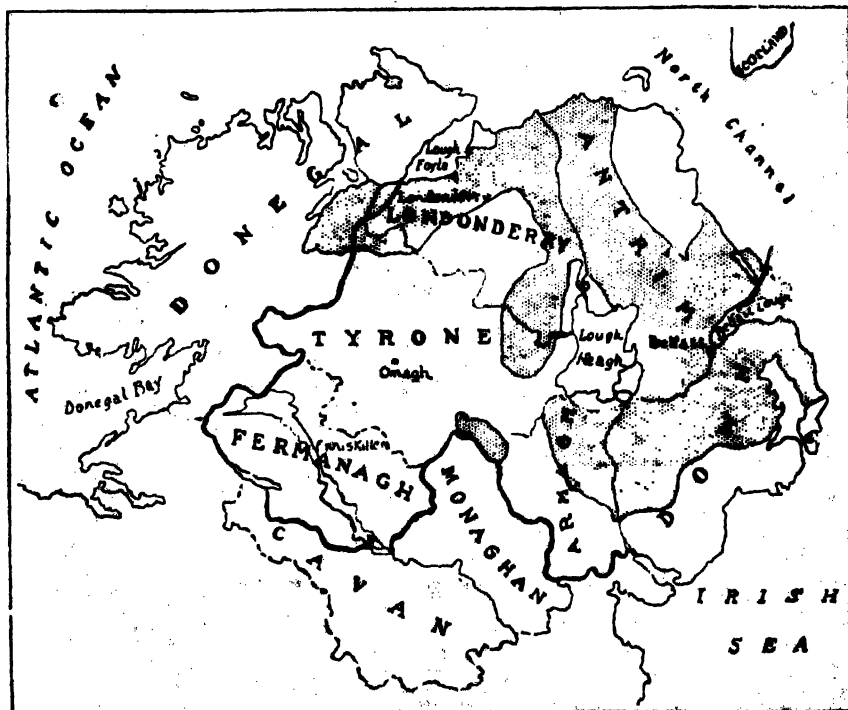 SCOTLAND
North Channel
ATLANTIC OCEAN
DONEGAL
Lough
Foyle
Londonderry
LONDONDERRY
ANTRIM
TYRONE
Omagh
Lough
Neagh
Belfast
Belfast Lough
Donegal Bay
FERMANAGH
Enniskillen
MONAGHAN
ARMAGH
DOWN
CAVAN
IRISH
SEA